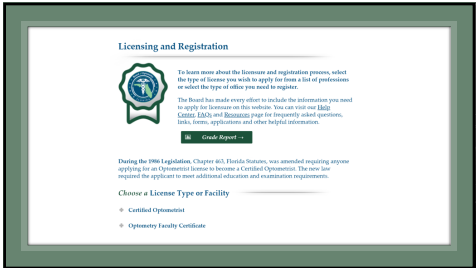 Licensing and Registration
To learn more about the licensure and registration process, select
the type of license you wish to apply for from a list of professions
or select the type of office you need to register.
The Board has made every effort to include the information you need
to apply for licensure on this website. You can visit our Help
Center, FAQs and Resources page for frequently asked questions,
links, forms, applications and other helpful information.
Grade Report →
During the 1986 Legislation, Chapter 463, Florida Statutes, was amended requiring anyone
applying for an Optometrist license to become a Certified Optometrist. The new law
required the applicant to meet additional education and examination requirements.
Choose a License Type or Facility
Certified Optometrist
Optometry Faculty Certificate